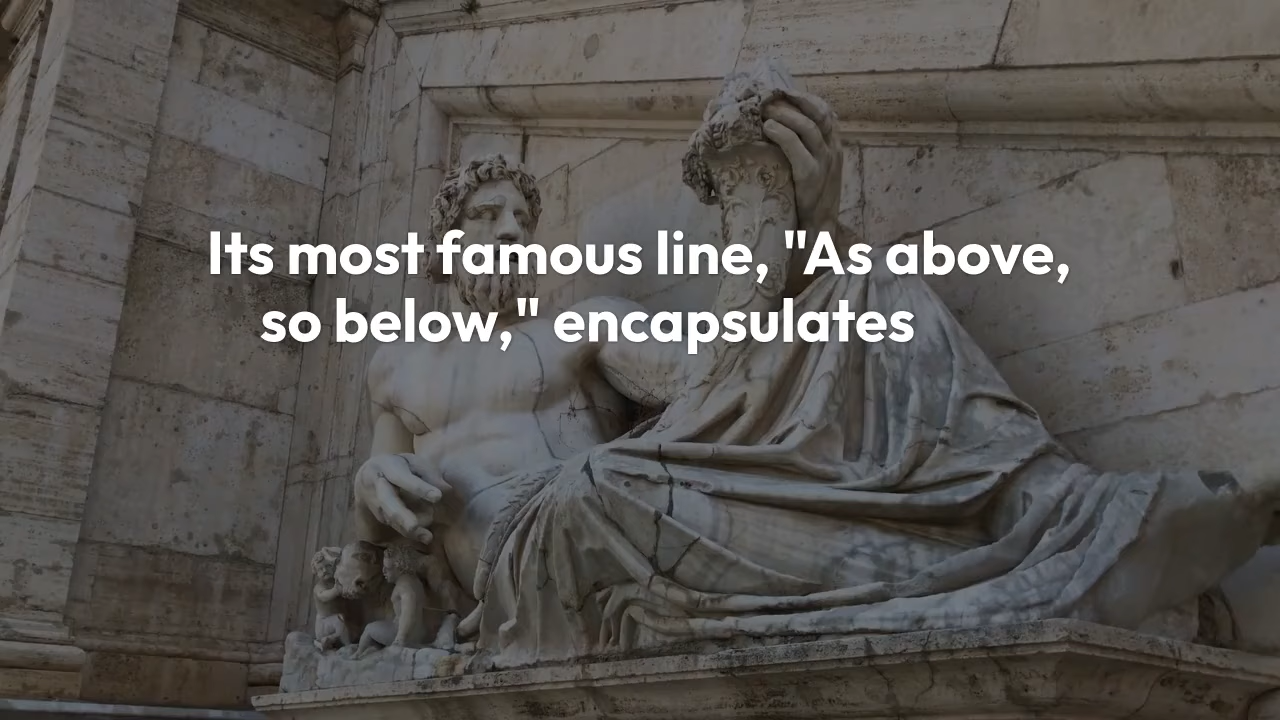 Its most famous line, "As above,
so below," encapsulates